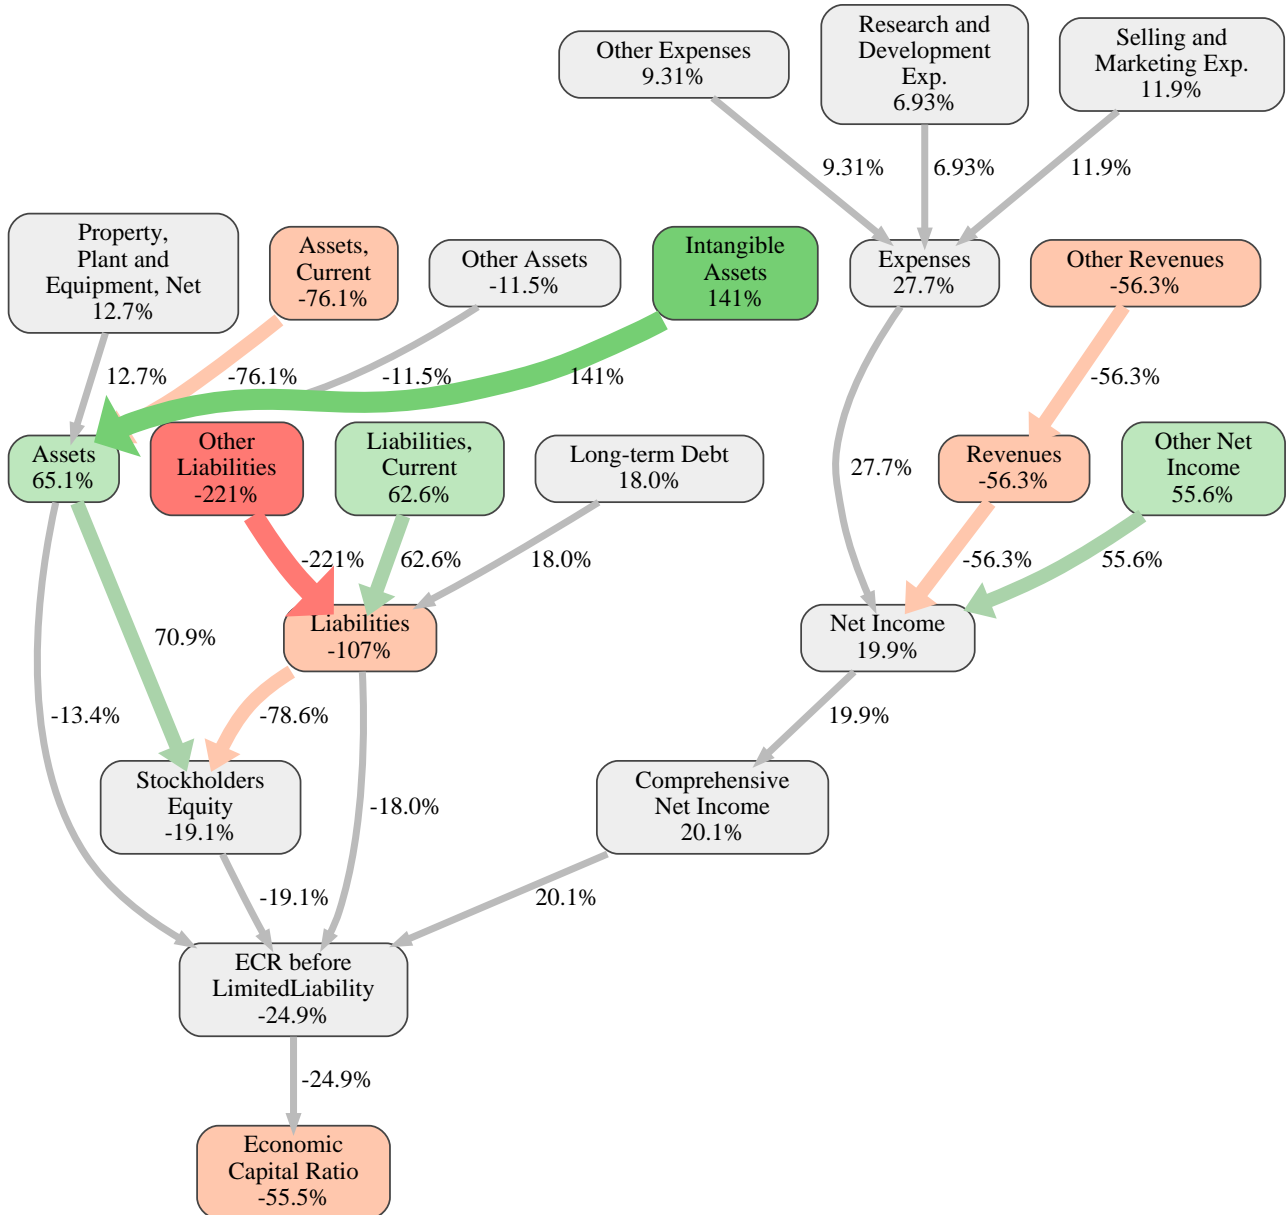 Other Expenses
9.31%
Research and
Development
Exp.
6.93%
Selling and
Marketing Exp.
11.9%
9.31%
6.93%
11.9%
Property,
Plant and
Equipment, Net
12.7%
Assets,
Current
-76.1%
Other Assets
-11.5%
Intangible
Assets
141%
Expenses
27.7%
Other Revenues
-56.3%
12.7%
-76.1%
-11.5%
141%
-56.3%
Assets
65.1%
Other
Liabilities
-221%
Liabilities,
Current
62.6%
Long-term Debt
18.0%
27.7%
Revenues
-56.3%
Other Net
Income
55.6%
-221%
62.6%
18.0%
-56.3%
55.6%
Liabilities
-107%
Net Income
19.9%
70.9%
-13.4%
-78.6%
19.9%
Stockholders
Equity
-19.1%
-18.0%
Comprehensive
Net Income
20.1%
-19.1%
20.1%
ECR before
LimitedLiability
-24.9%
-24.9%
Economic
Capital Ratio
-55.5%